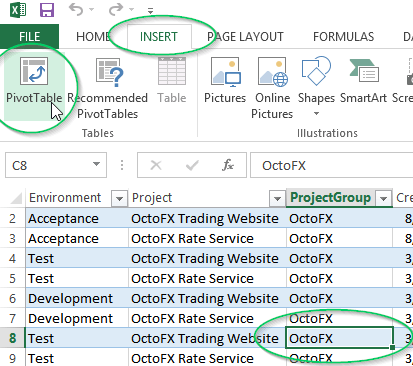 FILE HOME INSERT PAGE LAYOUT FORMULAS
PivotTable Recommended PivotTables Table Pictures Online Pictures Shapes SmartArt Screen
Tables Illustrations
C8 fx OctoFX
Environment Project ProjectGroup Cre
2 Acceptance OctoFX Trading Website OctoFX 8,
3 Acceptance OctoFX Rate Service OctoFX 8,
4 Test OctoFX Trading Website OctoFX 3,
5 Test OctoFX Rate Service OctoFX 3,
6 Development OctoFX Trading Website OctoFX 3,
7 Development OctoFX Rate Service OctoFX 3,
8 Test OctoFX Trading Website OctoFX 3,
9 Test OctoFX Rate Service OctoFX 3,